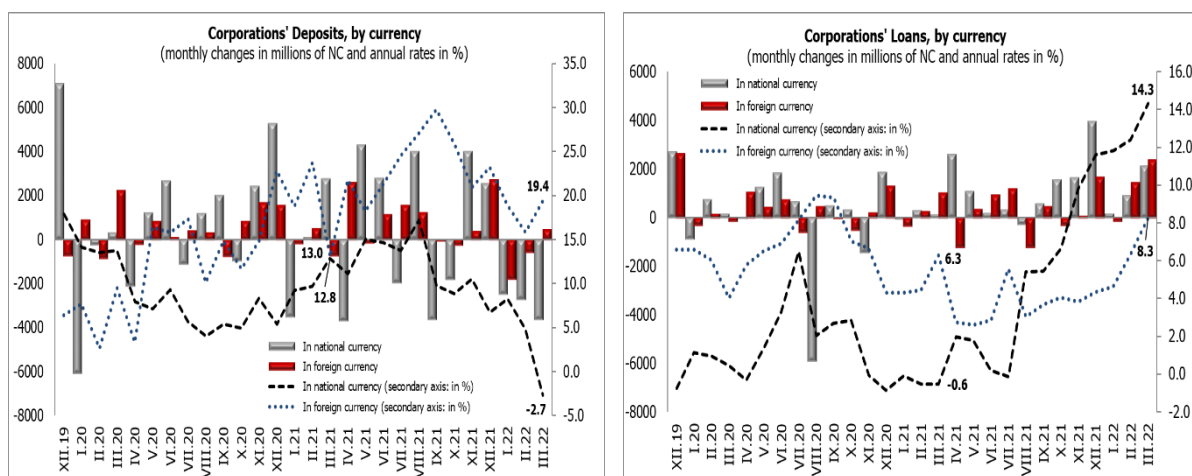 Corporations' Deposits, by currency
(monthly changes in millions of NC and annual rates in %)
8000
6000
4000
2000
0
-2000
-4000
-6000
-8000
35.0
30.0
25.0
20.0
15.0
10.0
5.0
0.0
-5.0
19.4
13.0
12.8
-2.7
In national currency
In foreign currency
In national currency (secondary axis: in %)
In foreign currency (secondary axis: in %)
XII.19
I.20
II.20
III.20
IV.20
V.20
VI.20
VII.20
VIII.20
IX.20
X.20
XI.20
XII.20
I.21
II.21
III.21
IV.21
V.21
VI.21
VII.21
VIII.21
IX.21
X.21
XI.21
XII.21
I.22
II.22
III.22
Corporations' Loans, by currency
(monthly changes in millions of NC and annual rates in %)
6000
4000
2000
0
-2000
-4000
-6000
-8000
16.0
14.0
12.0
10.0
8.0
6.0
4.0
2.0
0.0
-2.0
In national currency
In foreign currency
In national currency (secondary axis: in %)
In foreign currency (secondary axis: in %)
14.3
8.3
6.3
-0.6
XII.19
I.20
II.20
III.20
IV.20
V.20
VI.20
VII.20
VIII.20
IX.20
X.20
XI.20
XII.20
I.21
II.21
III.21
IV.21
V.21
VI.21
VII.21
VIII.21
IX.21
X.21
XI.21
XII.21
I.22
II.22
III.22